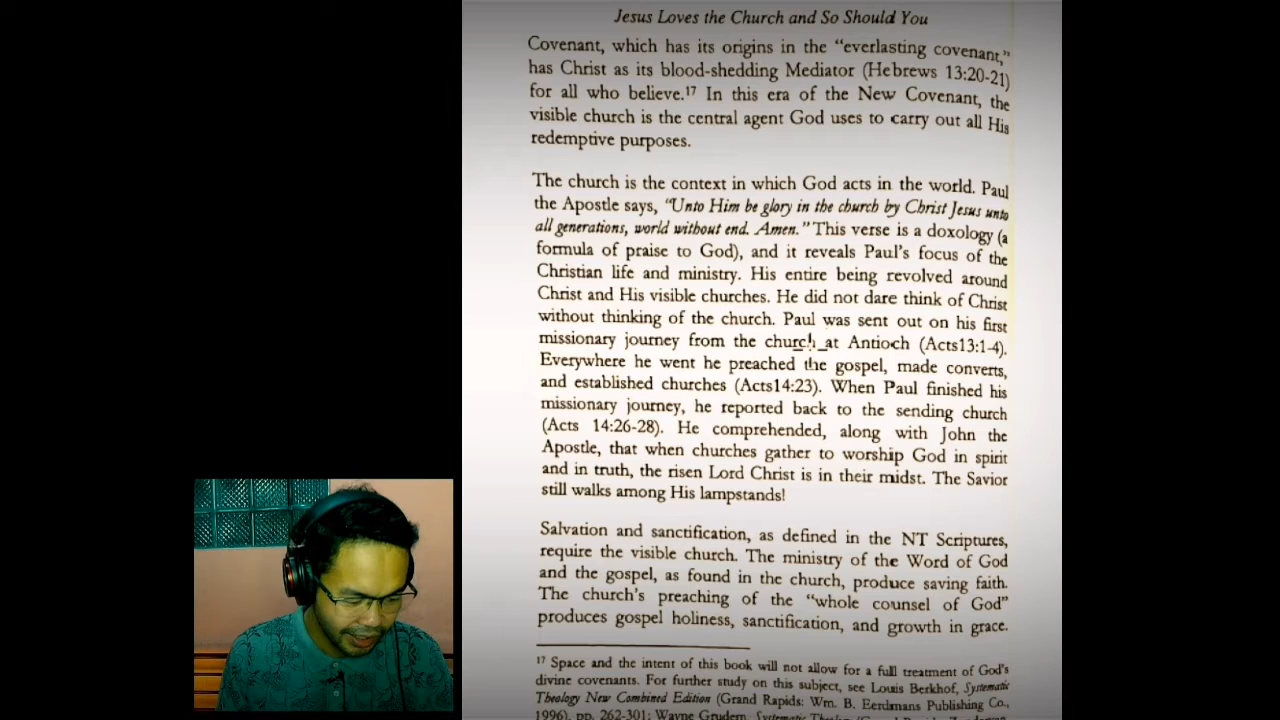 Jesus Loves the Church and So Should You
Covenant, which has its origins in the “everlasting covenant,”
has Christ as its blood-shedding Mediator (Hebrews 13:20-21)
for all who believe.¹⁷ In this era of the New Covenant, the
visible church is the central agent God uses to carry out all His
redemptive purposes.
The church is the context in which God acts in the world. Paul
the Apostle says, “Unto Him be glory in the church by Christ Jesus unto
all generations, world without end. Amen.” This verse is a doxology (a
formula of praise to God), and it reveals Paul's focus of the
Christian life and ministry. His entire being revolved around
Christ and His visible churches. He did not dare think of Christ
without thinking of the church. Paul was sent out on his first
missionary journey from the church at Antioch (Acts13:1-4).
Everywhere he went he preached the gospel, made converts,
and established churches (Acts14:23). When Paul finished his
missionary journey, he reported back to the sending church
(Acts 14:26-28). He comprehended, along with John the
Apostle, that when churches gather to worship God in spirit
and in truth, the risen Lord Christ is in their midst. The Savior
still walks among His lampstands!
Salvation and sanctification, as defined in the NT Scriptures,
require the visible church. The ministry of the Word of God
and the gospel, as found in the church, produce saving faith.
The church's preaching of the “whole counsel of God”
produces gospel holiness, sanctification, and growth in grace.
¹⁷ Space and the intent of this book will not allow for a full treatment of God's
divine covenants. For further study on this subject, see Louis Berkhof, Systematic
Theology New Combined Edition (Grand Rapids: Wm. B. Eerdmans Publishing Co.,
1996), pp. 262-301; Wayne Grudem, Systematic Theology (Grand Rapids: